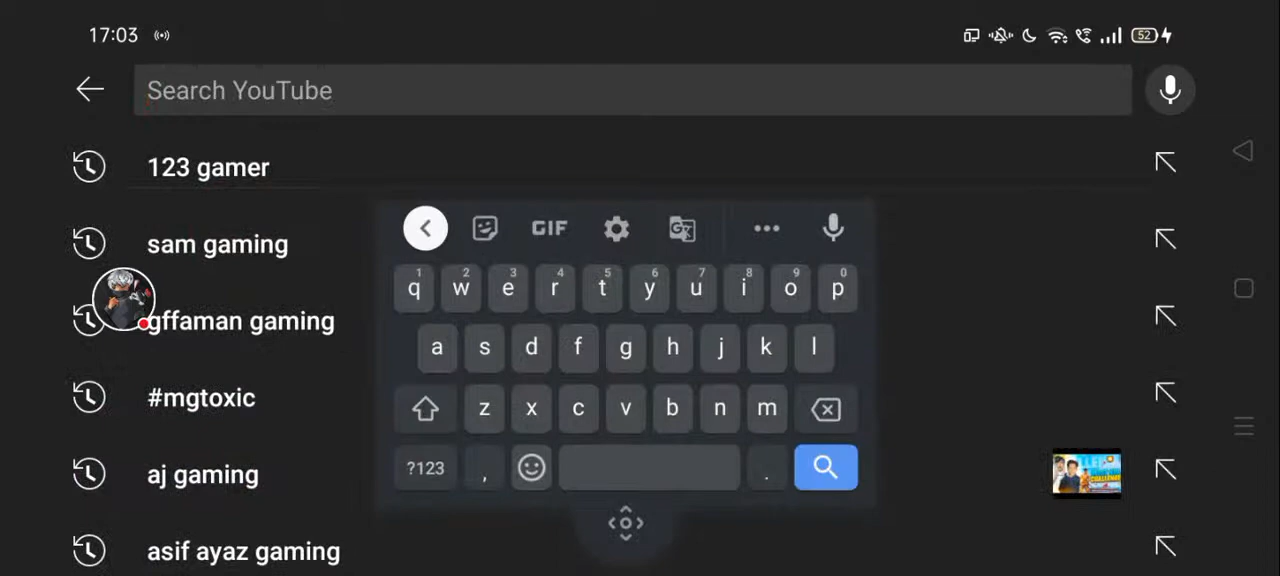 17:03
52
Search YouTube
123 gamer
sam gaming
gffaman gaming
#mgtoxic
aj gaming
asif ayaz gaming
GIF
1 2 3 4 5 6 7 8 9 0
q w e r t y u i o p
a s d f g h j k l
z x c v b n m
?123 , .
CHALLENGE